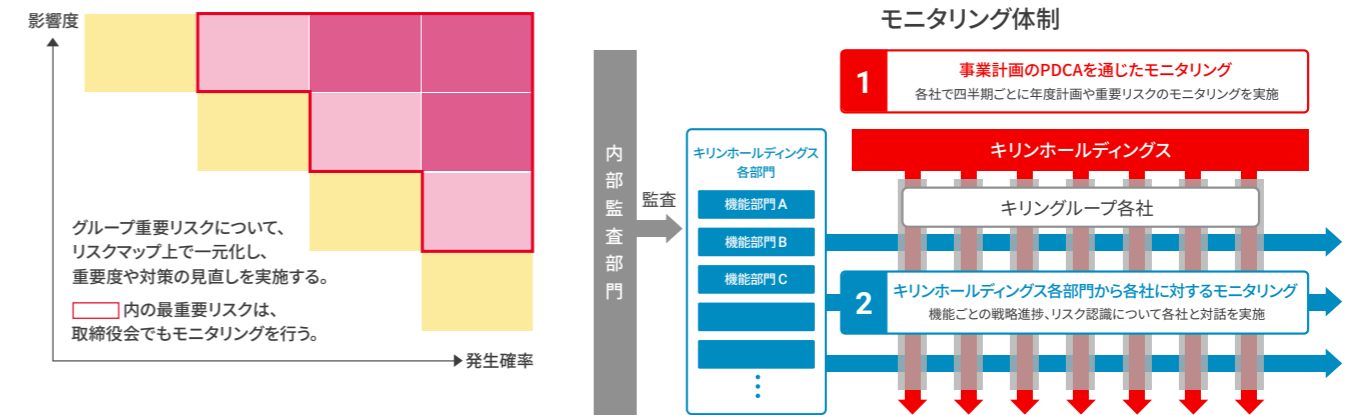 影響度
グループ重要リスクについて、
リスクマップ上で一元化し、
重要度や対策の見直しを実施する。
内の最重要リスクは、
取締役会でもモニタリングを行う。
発生確率
モニタリング体制
内部監査部門
監査
キリンホールディングス
各部門
機能部門A
機能部門B
機能部門C
1
事業計画のPDCAを通じたモニタリング
各社で四半期ごとに年度計画や重要リスクのモニタリングを実施
キリンホールディングス
キリングループ各社
2
キリンホールディングス各部門から各社に対するモニタリング
機能ごとの戦略進捗、リスク認識について各社と対話を実施